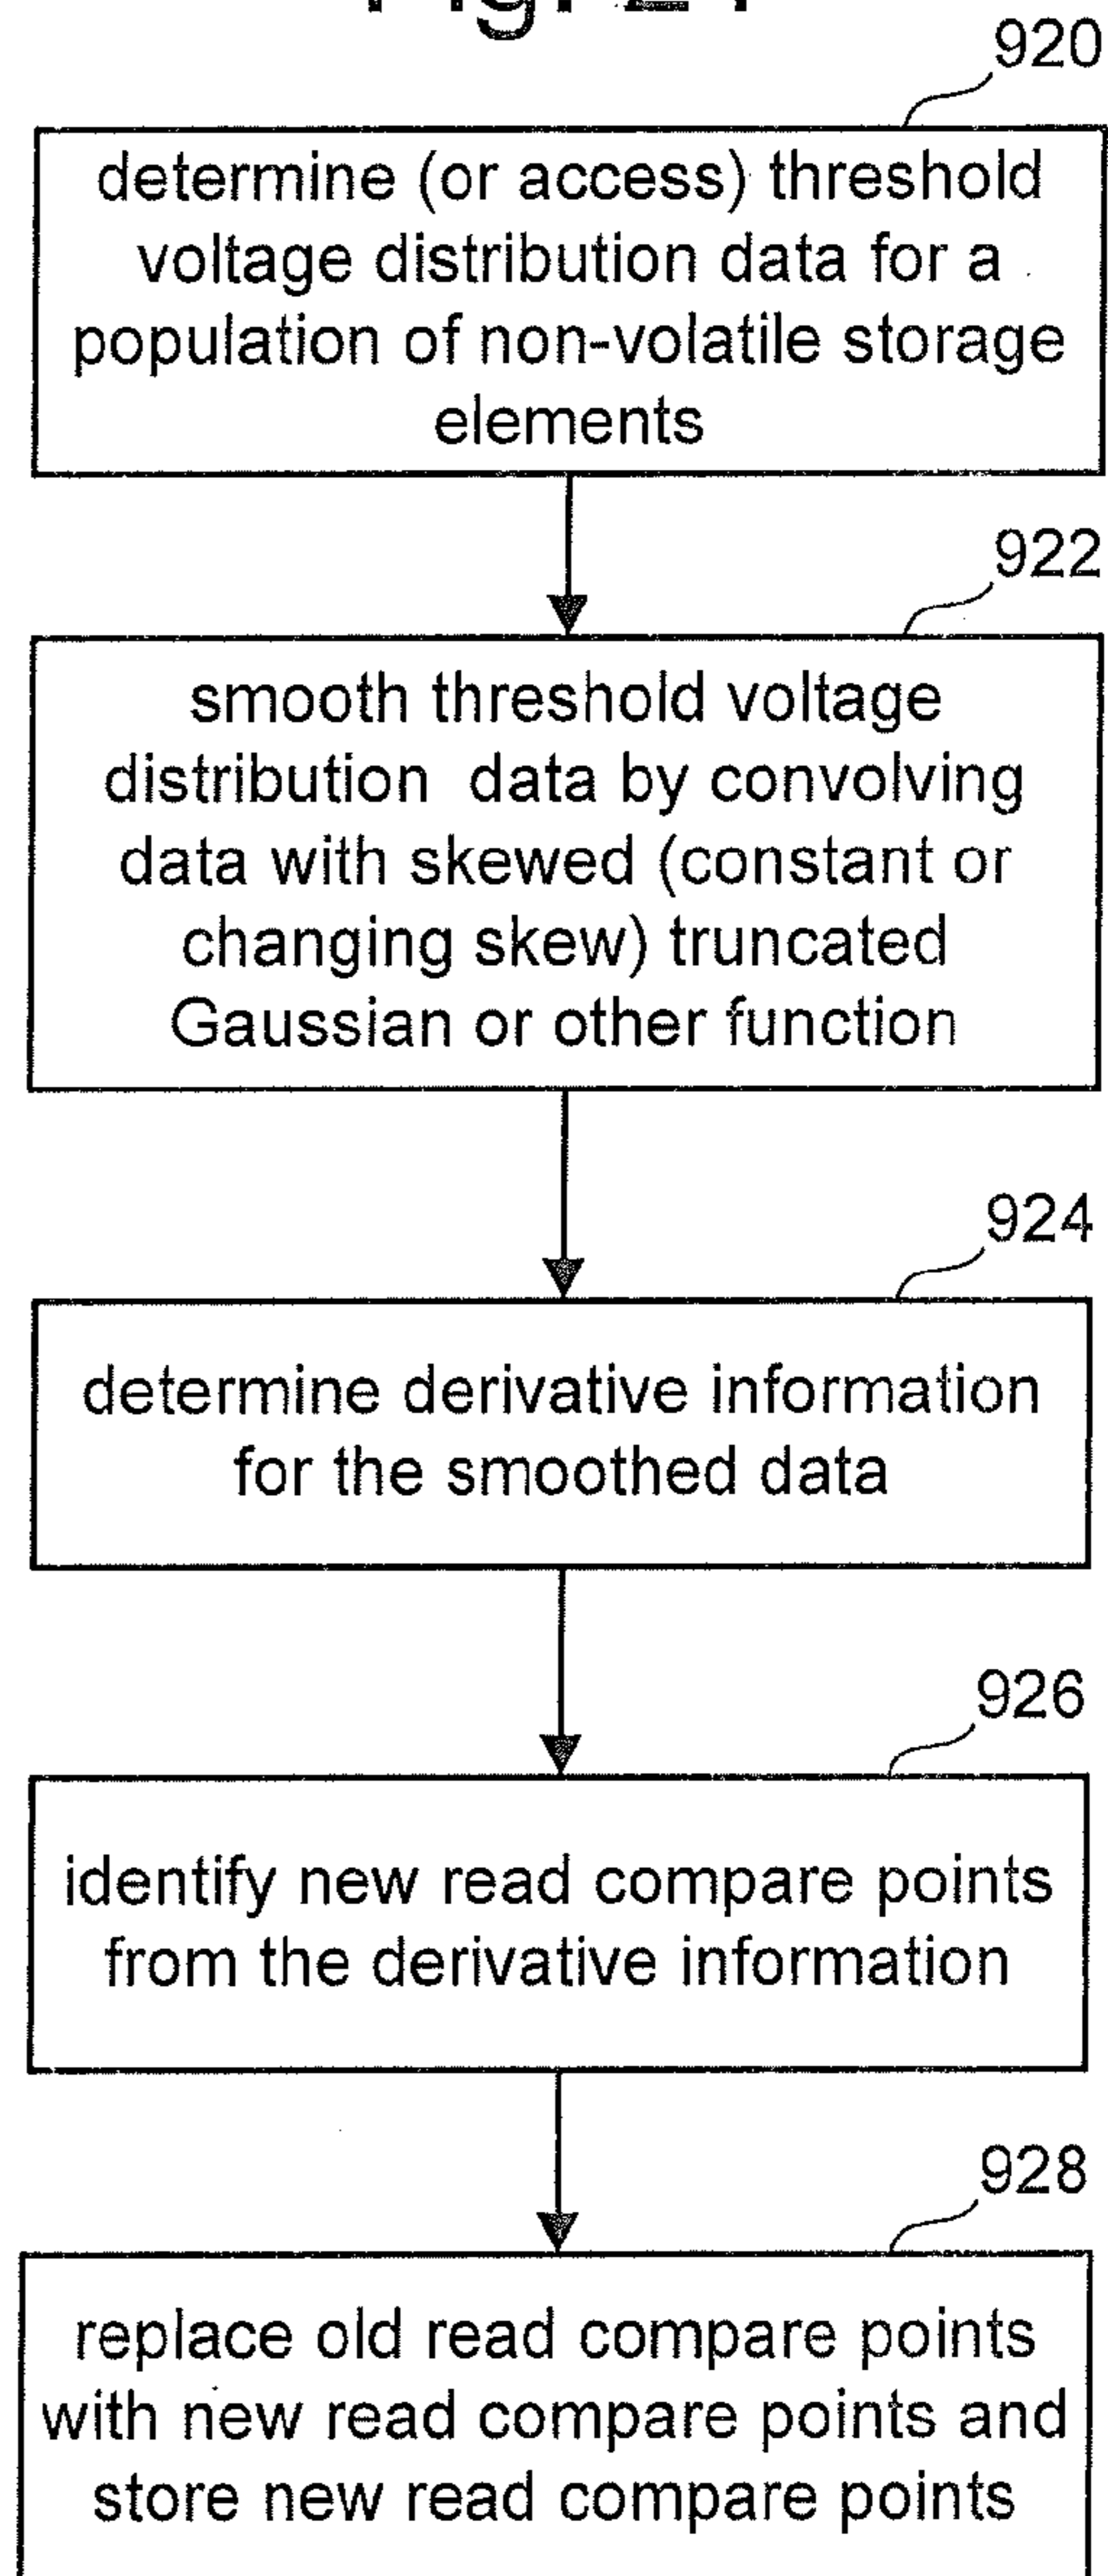 920
determine (or access) threshold
voltage distribution data for a
population of non-volatile storage
elements
922
smooth threshold voltage
distribution data by convolving
data with skewed (constant or
changing skew) truncated
Gaussian or other function
924
determine derivative information
for the smoothed data
926
identify new read compare points
from the derivative information
928
replace old read compare points
with new read compare points and
store new read compare points